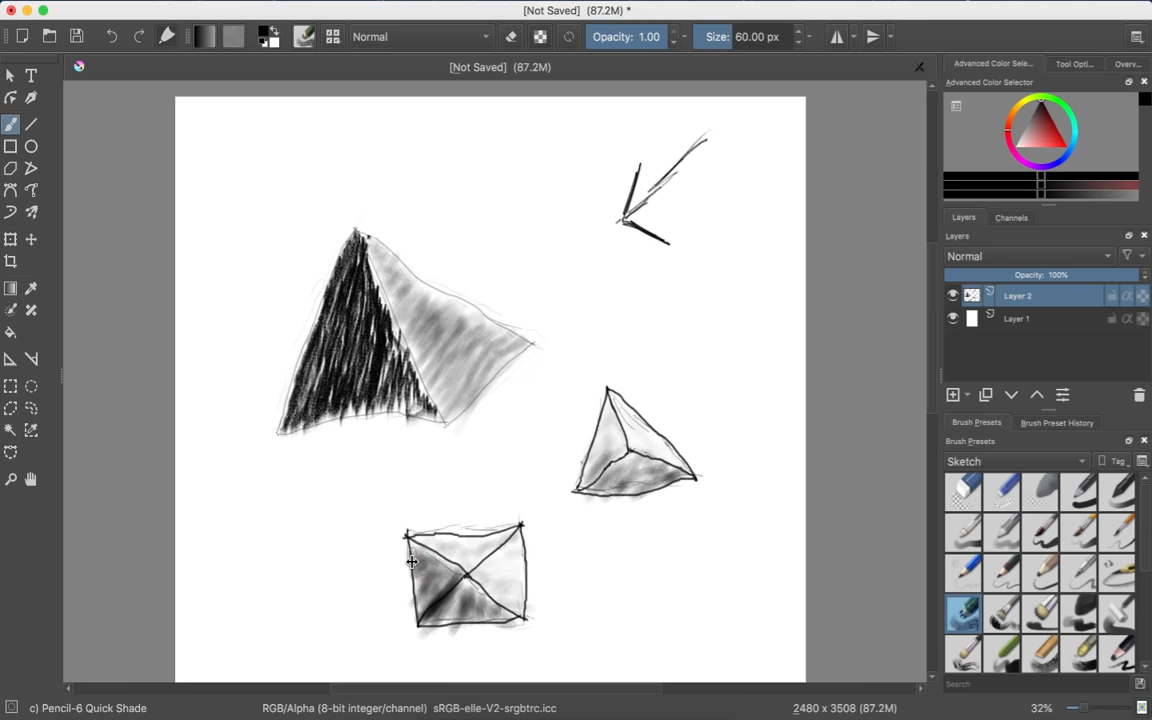 [Not Saved] (87.2M) *
Normal
Opacity: 1.00
Size: 60.00 px
[Not Saved] (87.2M)
Advanced Color Sele...
Tool Opti...
Overv...
Advanced Color Selector
Layers
Channels
Layers
Normal
Opacity: 100%
Layer 2
Layer 1
Brush Presets
Brush Preset History
Brush Presets
Sketch
Tag
Search
c) Pencil-6 Quick Shade
RGB/Alpha (8-bit integer/channel) sRGB-elle-V2-srgbtrc.icc
2480 x 3508 (87.2M)
32%